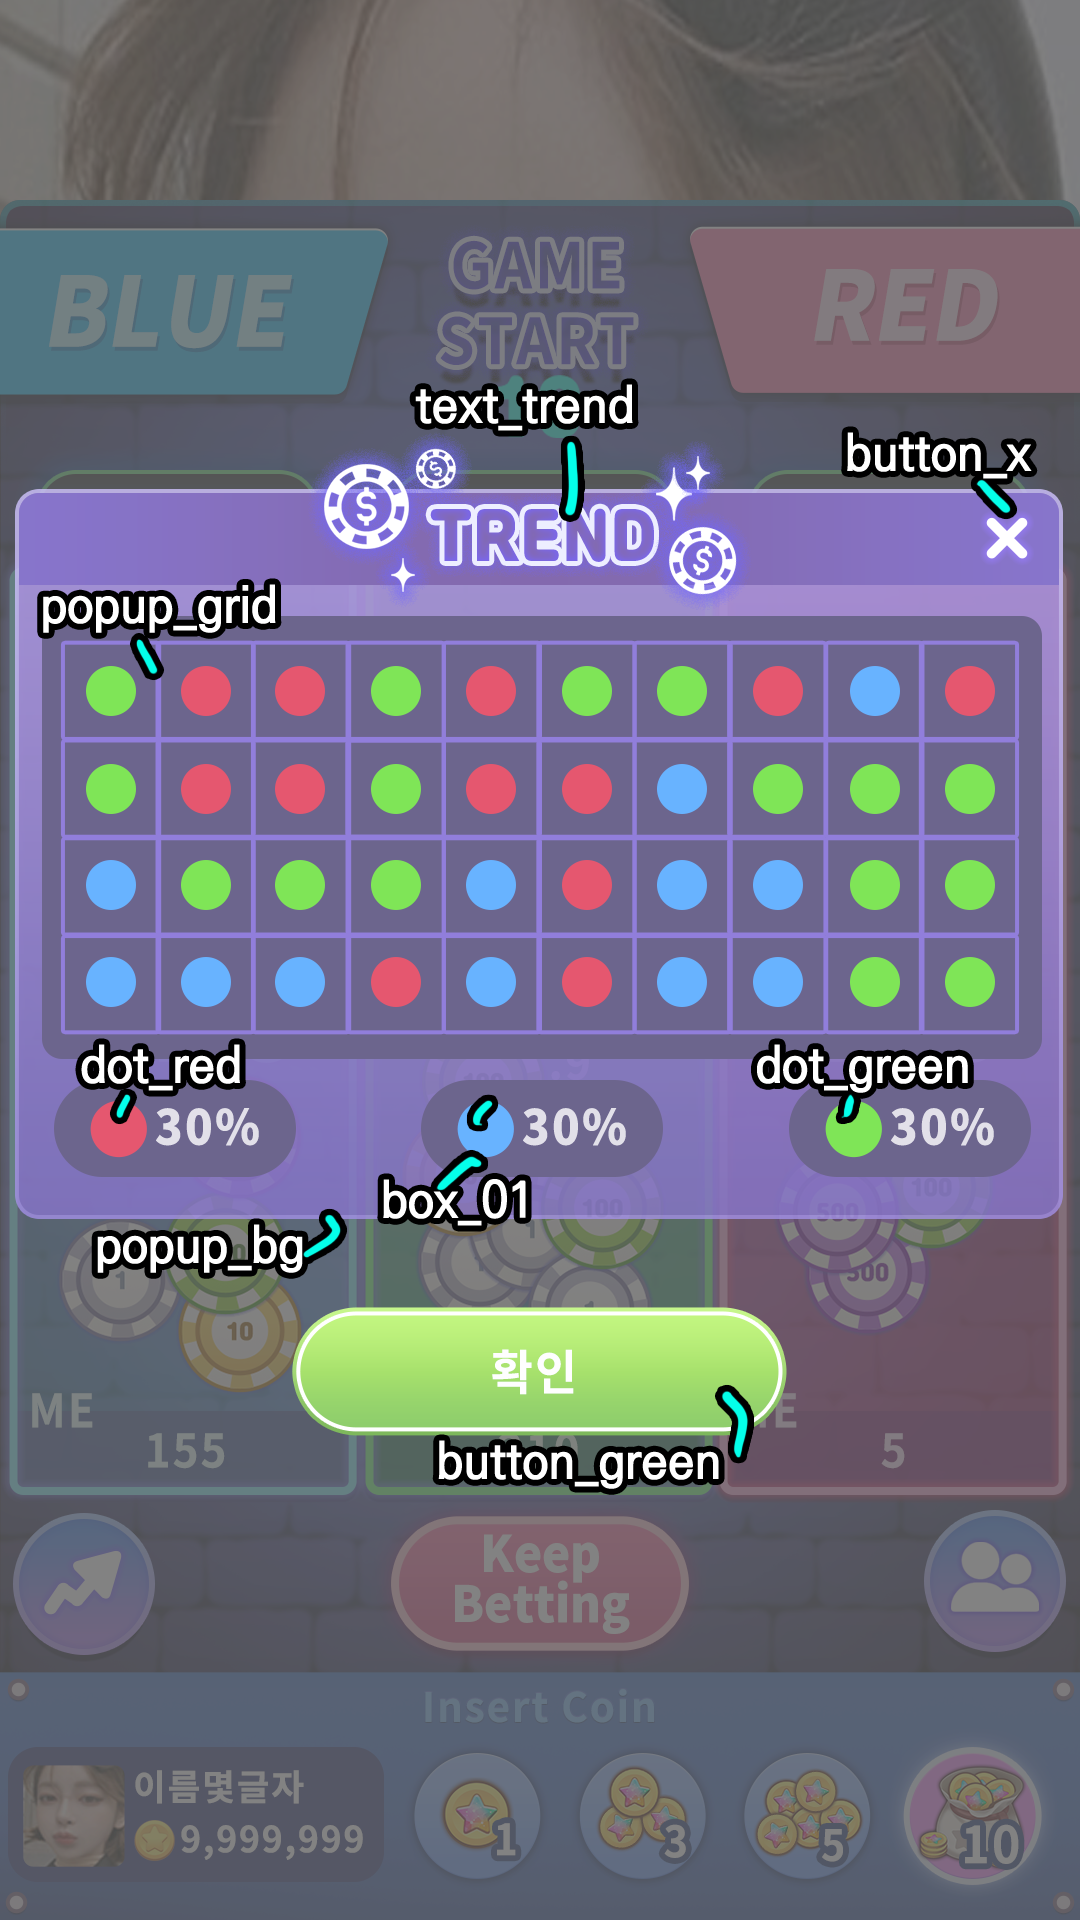 BLUE
GAME
START
RED
text_trend
button_x
TREND
popup_grid
dot_red
dot_green
30%
30%
30%
box_01
popup_bg
100
500
100
1
1
500
10
확인
ME
155
button_green
5
Keep
Betting
Insert Coin
이름몇글자
9,999,999
1
3
5
10